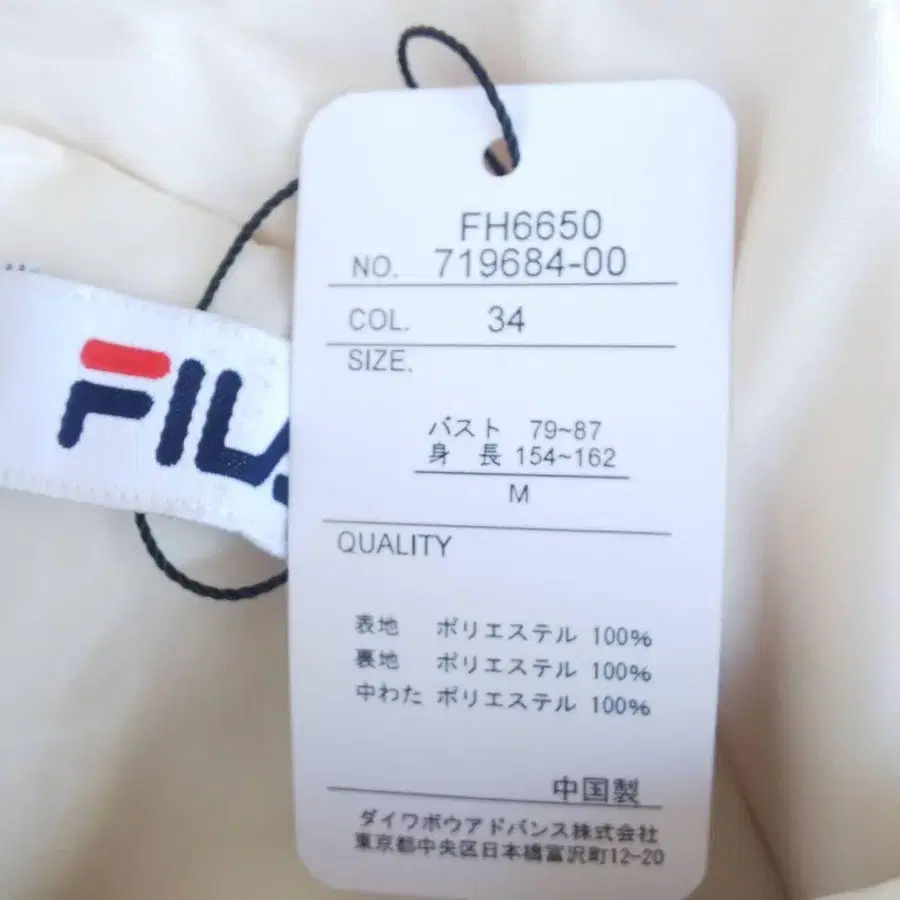 FILA
FH6650
NO. 719684-00
COL. 34
SIZE.
バスト 79~87
身 長 154~162
M
QUALITY
表地 ポリエステル 100%
裏地 ポリエステル 100%
中わた ポリエステル 100%
中国製
ダイワボウアドバンス株式会社
東京都中央区日本橋富沢町12-20